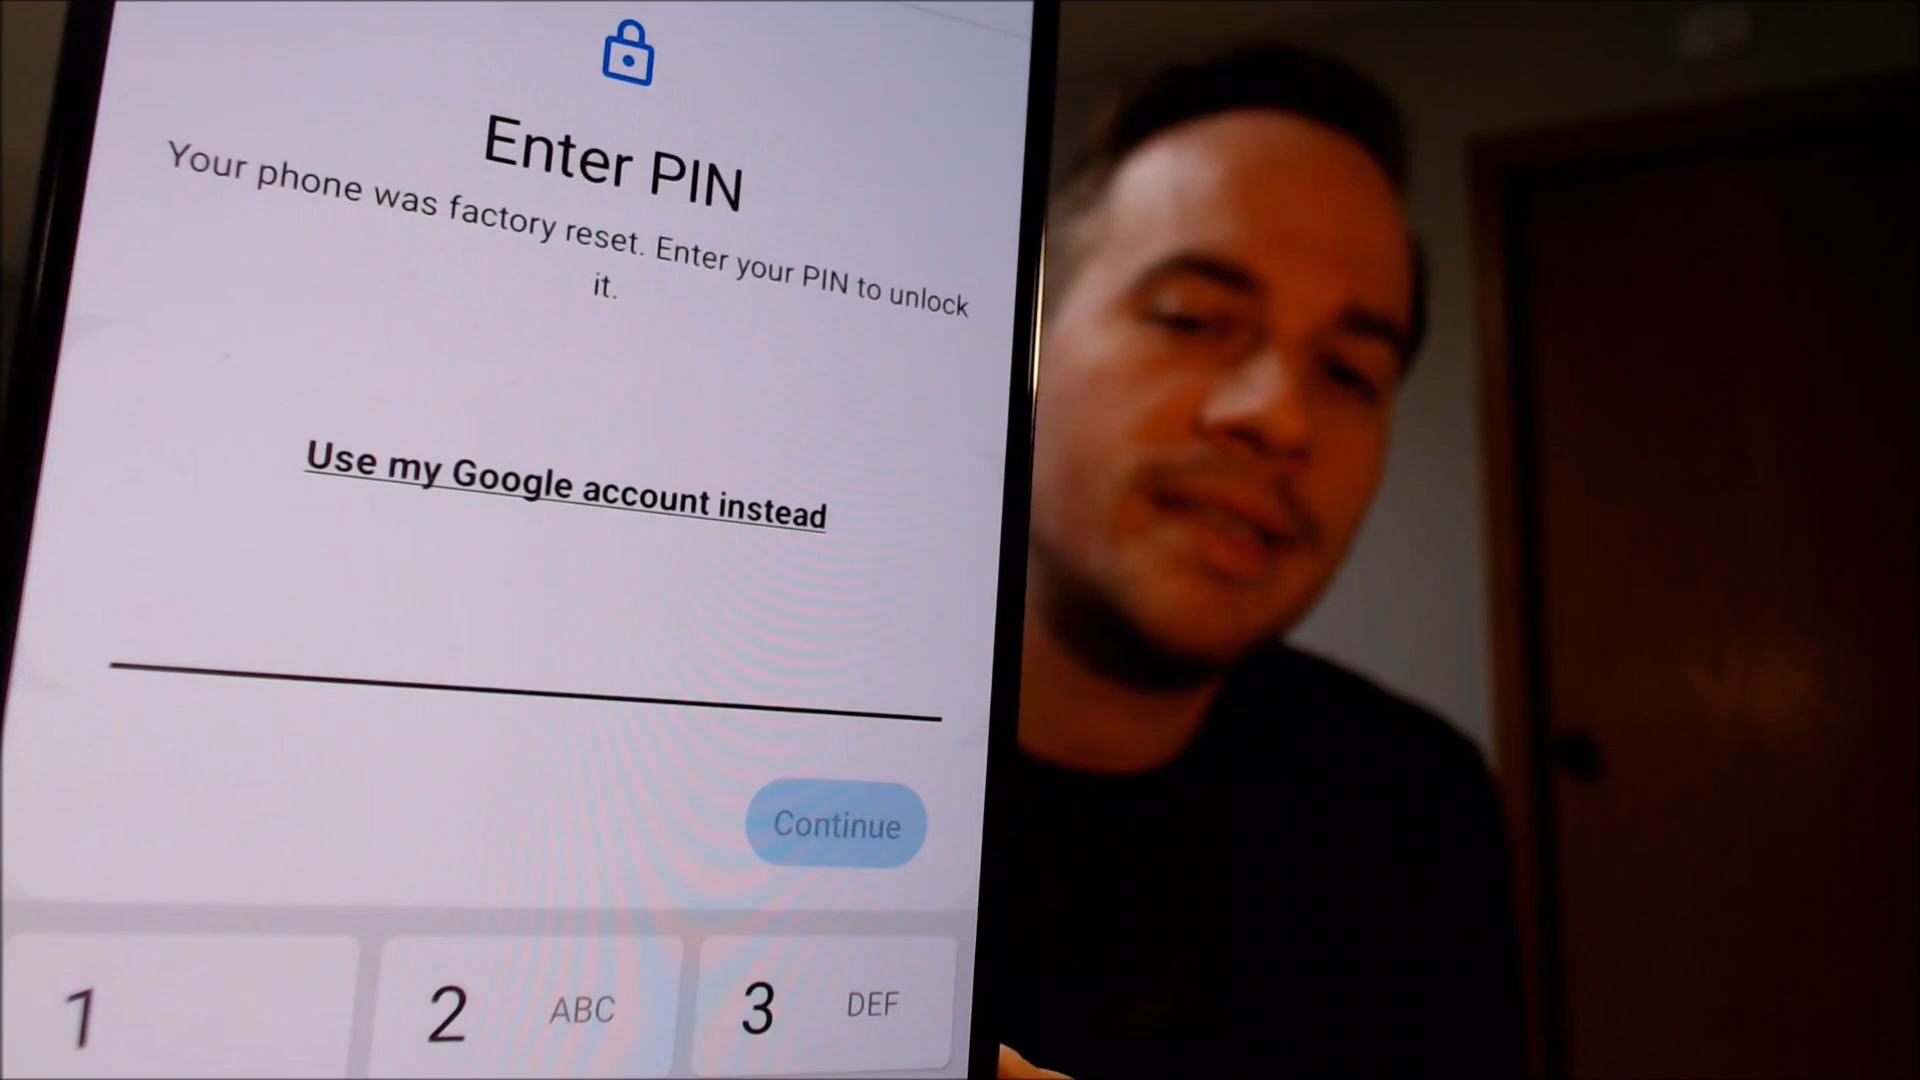 Enter PIN
Your phone was factory reset. Enter your PIN to unlock
it.
Use my Google account instead
Continue
1
2 ABC
3 DEF